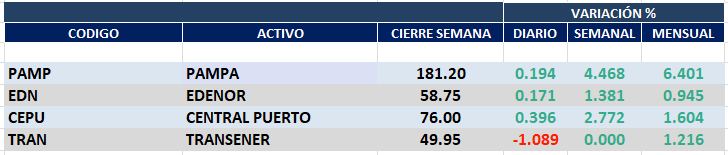 VARIACIÓN %
CODIGO ACTIVO CIERRE SEMANA DIARIO SEMANAL MENSUAL
PAMP PAMPA 181.20 0.194 4.468 6.401
EDN EDENOR 58.75 0.171 1.381 0.945
CEPU CENTRAL PUERTO 76.00 0.396 2.772 1.604
TRAN TRANSENER 49.95 -1.089 0.000 1.216